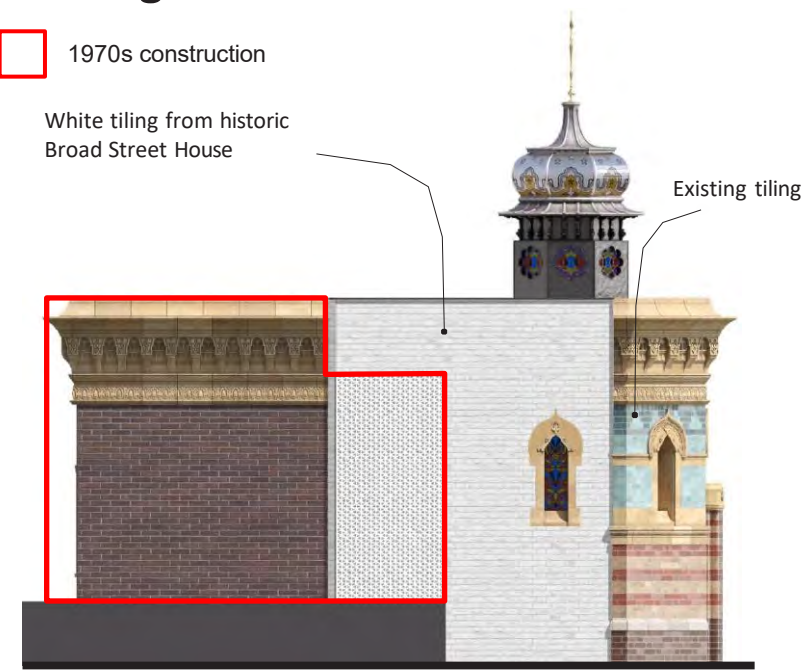 1970s construction
White tiling from historic
Broad Street House
Existing tiling